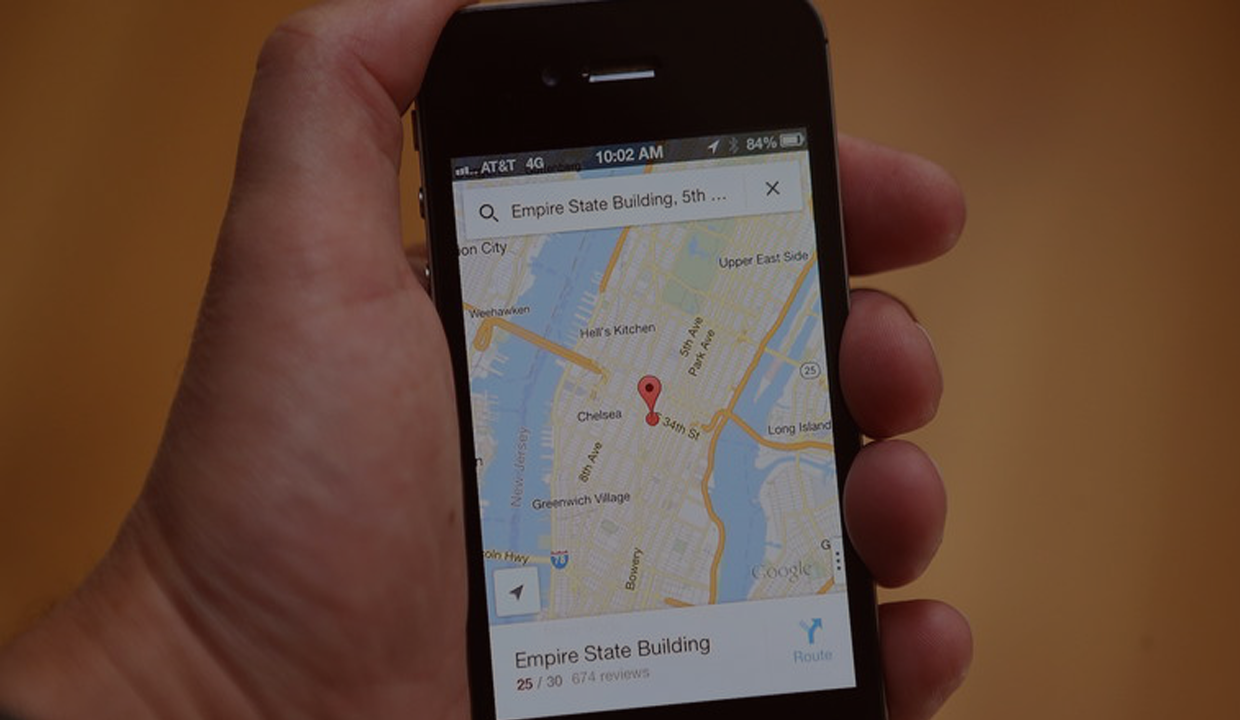 AT&T 4G 10:02 AM 84%
Empire State Building, 5th ...
ion City
Upper East Side
Weehawken
Hell's Kitchen
5th Ave
Park Ave
25
Chelsea
34th St
Long Island
n
8th Ave
New Jersey
Greenwich Village
G
oln Hwy
78
Bowery
Google
Empire State Building
25 / 30 674 reviews
Route